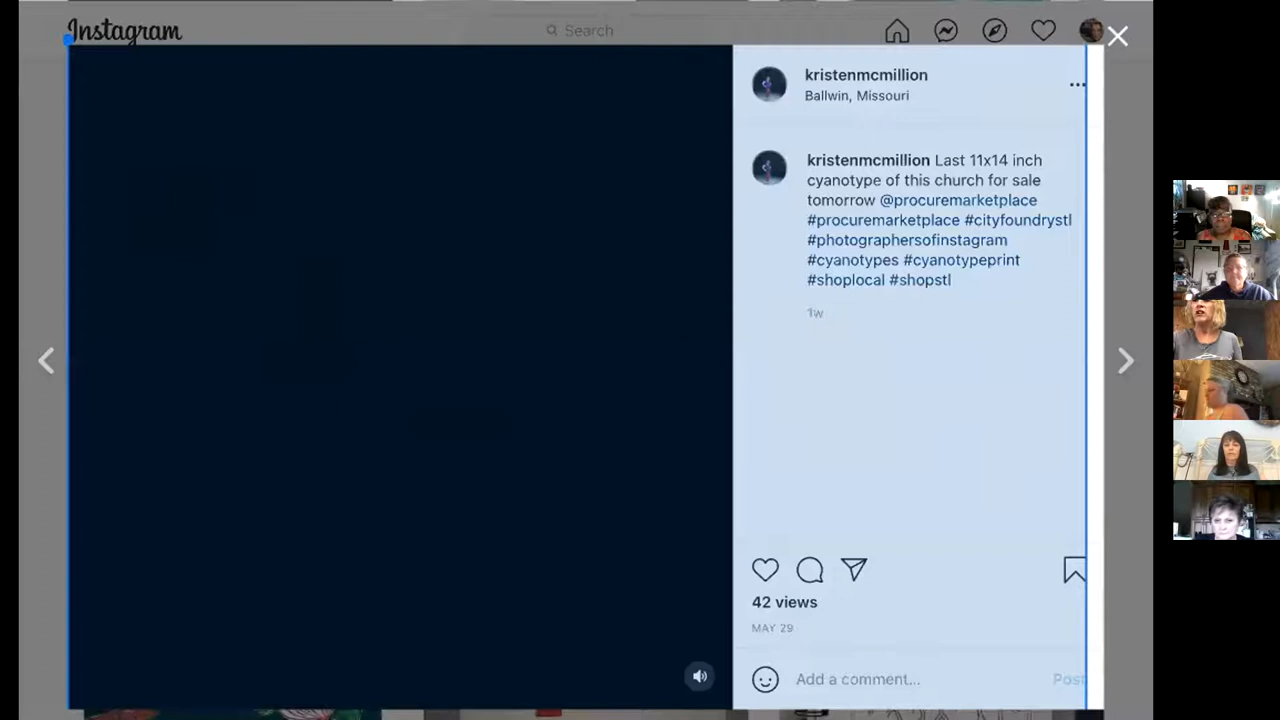 Instagram
Search
kristenmcmillion
Ballwin, Missouri
kristenmcmillion Last 11x14 inch
cyanotype of this church for sale
tomorrow @procuremarketplace
#procuremarketplace #cityfoundrystl
#photographersofinstagram
#cyanotypes #cyanotypeprint
#shoplocal #shopstl
1w
42 views
MAY 29
Add a comment...
Post